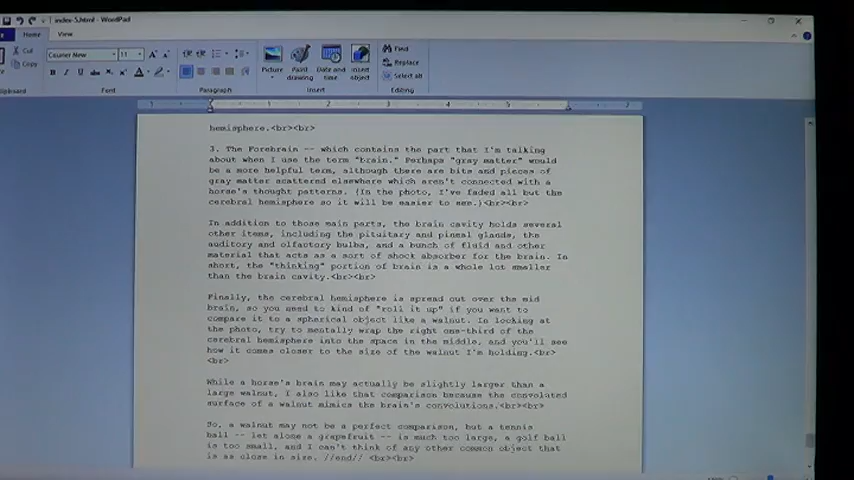 index-5.html - WordPad
Home
View
Cut
Copy
Clipboard
Courier New
11
Font
Paragraph
Picture
Paint drawing
Date and time
Insert object
Insert
Find
Replace
Select all
Editing
hemisphere.<br><br>
3. The Forebrain -- which contains the part that I'm talking
about when I use the term "brain." Perhaps "gray matter" would
be a more helpful term, although there are bits and pieces of
gray matter scattered elsewhere which aren't connected with a
horse's thought patterns. (In the photo, I've faded all but the
cerebral hemisphere so it will be easier to see.)<br><br>
In addition to those main parts, the brain cavity holds several
other items, including the pituitary and pineal glands, the
auditory and olfactory bulbs, and a bunch of fluid and other
material that acts as a sort of shock absorber for the brain. In
short, the "thinking" portion of brain is a whole lot smaller
than the brain cavity.<br><br>
Finally, the cerebral hemisphere is spread out over the mid
brain, so you need to kind of "roll it up" if you want to
compare it to a spherical object like a walnut. In looking at
the photo, try to mentally wrap the right one-third of the
cerebral hemisphere into the space in the middle, and you'll see
how it comes closer to the size of the walnut I'm holding.<br>
<br>
While a horse's brain may actually be slightly larger than a
large walnut, I also like that comparison because the convoluted
surface of a walnut mimics the brain's convolutions.<br><br>
So, a walnut may not be a perfect comparison, but a tennis
ball -- let alone a grapefruit -- is much too large, a golf ball
is too small, and I can't think of any other common object that
is as close in size. //end// <br><br>